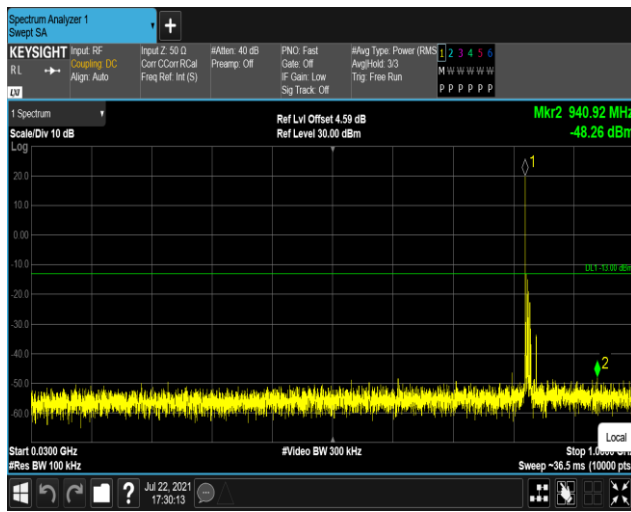 Spectrum Analyzer 1
Swept SA
KEYSIGHT
RL
LXI
Input: RF
Coupling: DC
Align: Auto
Input Z: 50 Ω
Corr CCorr RCal
Freq Ref: Int (S)
#Atten: 40 dB
Preamp: Off
PNO: Fast
Gate: Off
IF Gain: Low
Sig Track: Off
#Avg Type: Power (RMS
Avg|Hold: 3/3
Trig: Free Run
1 2 3 4 5 6
M W W W W W
P P P P P P
1 Spectrum
Scale/Div 10 dB
Log
Ref Lvl Offset 4.59 dB
Ref Level 30.00 dBm
Mkr2 940.92 MHz
-48.26 dBm
20.0
10.0
0.00
-10.0
-20.0
-30.0
-40.0
-50.0
-60.0
1
DL1 -13.00 dBm
2
Local
Start 0.0300 GHz
#Res BW 100 kHz
#Video BW 300 kHz
Stop 1.0000 GHz
Sweep ~36.5 ms (10000 pts
?
Jul 22, 2021
17:30:13